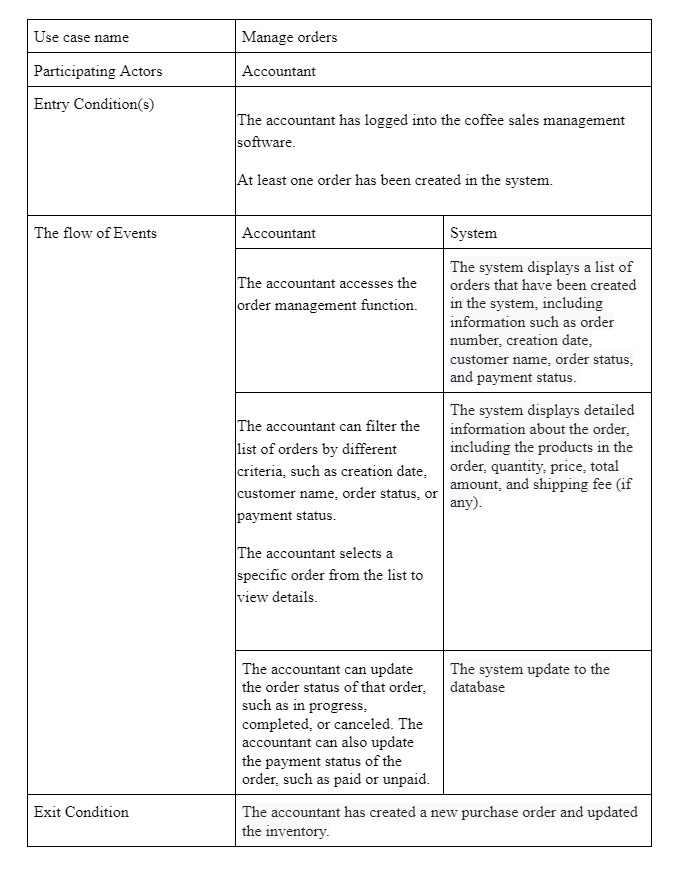 Use case name
Manage orders
Participating Actors
Accountant
Entry Condition(s)
The accountant has logged into the coffee sales management
software.
At least one order has been created in the system.
The flow of Events
Accountant
System
The accountant accesses the
order management function.
The system displays a list of
orders that have been created
in the system, including
information such as order
number, creation date,
customer name, order status,
and payment status.
The accountant can filter the
list of orders by different
criteria, such as creation date,
customer name, order status, or
payment status.
The accountant selects a
specific order from the list to
view details.
The system displays detailed
information about the order,
including the products in the
order, quantity, price, total
amount, and shipping fee (if
any).
The accountant can update
the order status of that order,
such as in progress,
completed, or canceled. The
accountant can also update
the payment status of the
order, such as paid or unpaid.
The system update to the
database
Exit Condition
The accountant has created a new purchase order and updated
the inventory.